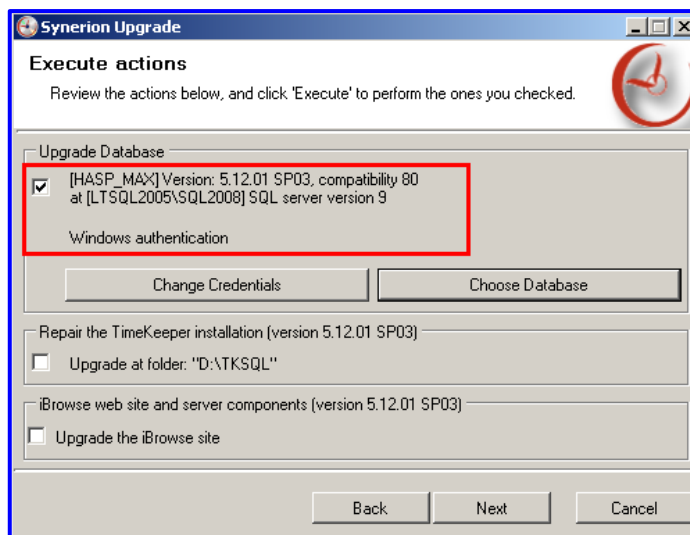 Synerion Upgrade
Execute actions
Review the actions below, and click 'Execute' to perform the ones you checked.
Upgrade Database
[HASP_MAX] Version: 5.12.01 SP03, compatibility 80
at [LTSQL2005\SQL2008] SQL server version 9
Windows authentication
Change Credentials
Choose Database
Repair the TimeKeeper installation (version 5.12.01 SP03)
Upgrade at folder: "D:\TKSQL"
iBrowse web site and server components (version 5.12.01 SP03)
Upgrade the iBrowse site
Back
Next
Cancel